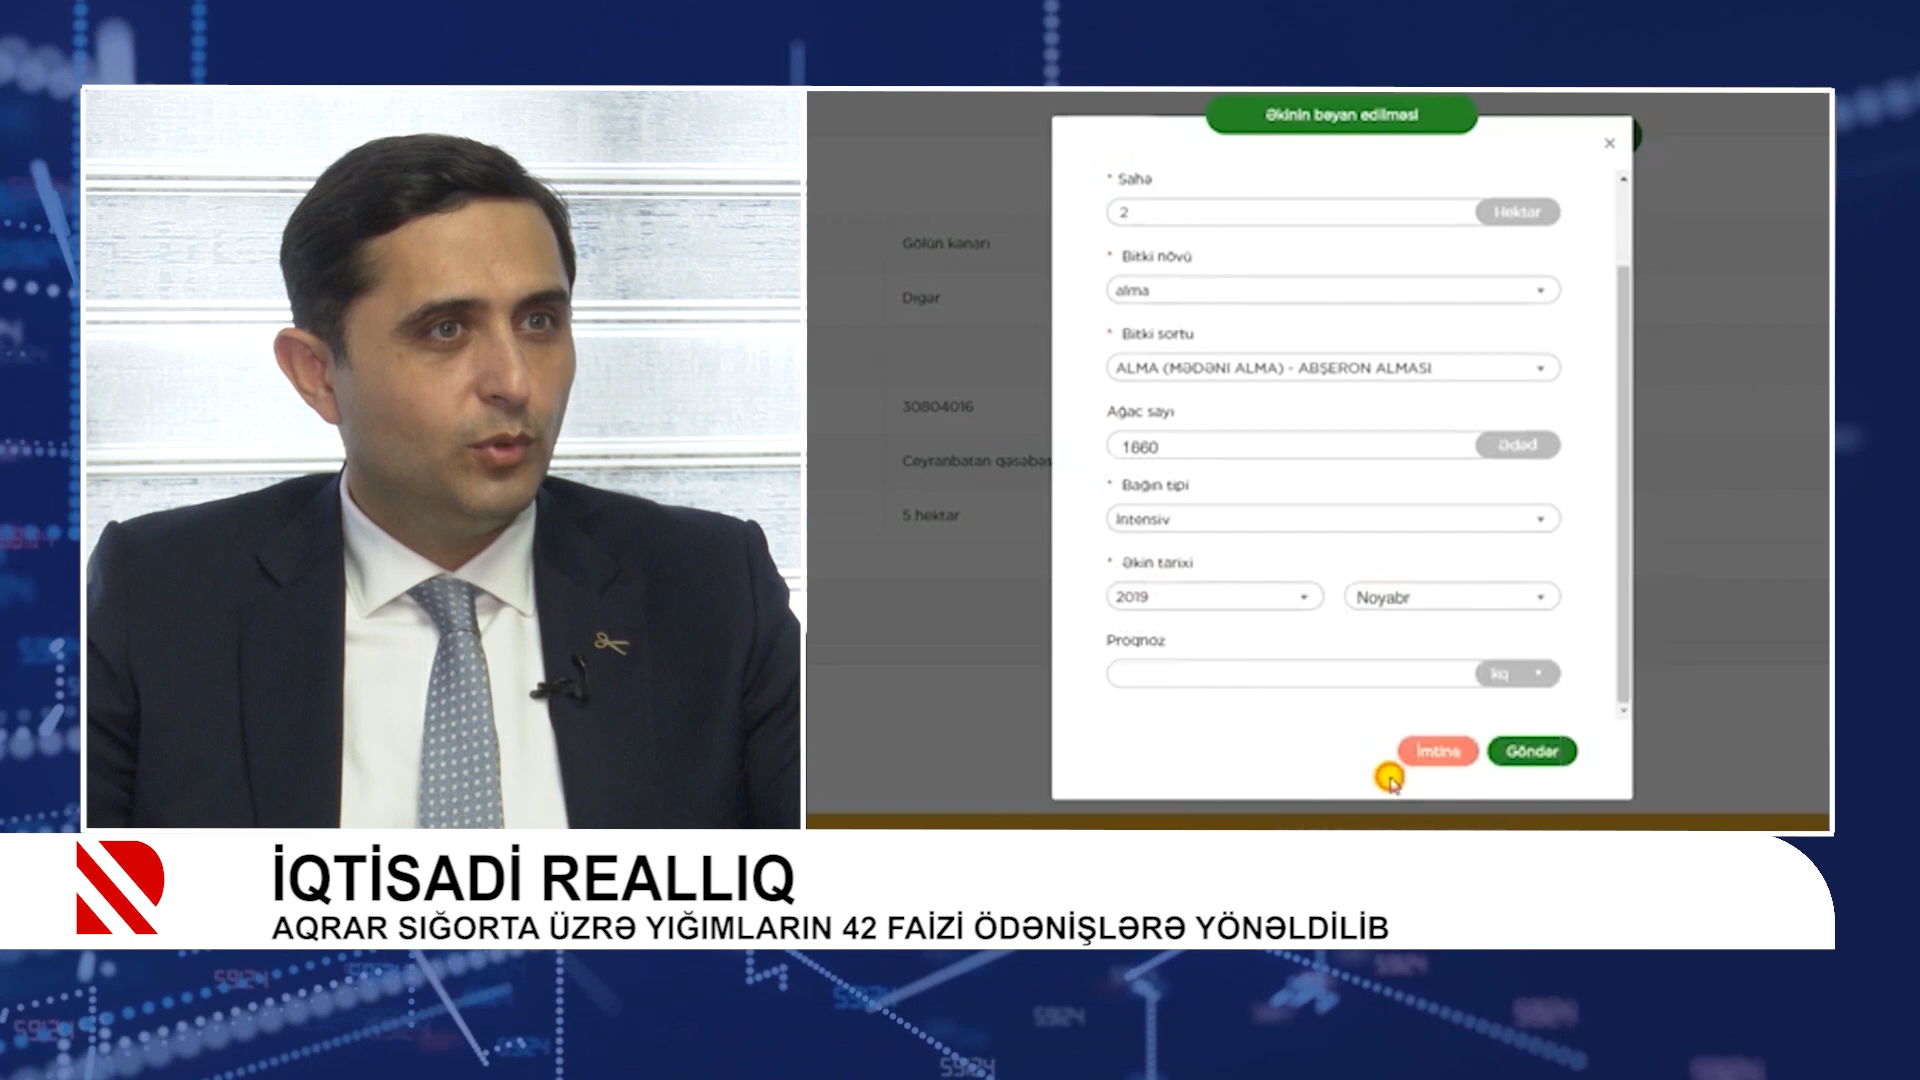 Əkinin bəyan edilməsi
×
* Sahə
2 Hektar
* Bitki növü
alma
* Bitki sortu
ALMA (MƏDƏNİ ALMA) - ABŞERON ALMASI
Ağac sayı
1660 Ədəd
* Bağın tipi
İntensiv
* Əkin tarixi
2019 Noyabr
Proqnoz
kq
İmtina Göndər
Gölün kənarı
Digər
30804016
Ceyranbatan qəsəbəs
5 hektar
İQTİSADİ REALLIQ
AQRAR SIĞORTA ÜZRƏ YIĞIMLARIN 42 FAİZİ ÖDƏNİŞLƏRƏ YÖNƏLDİLİB